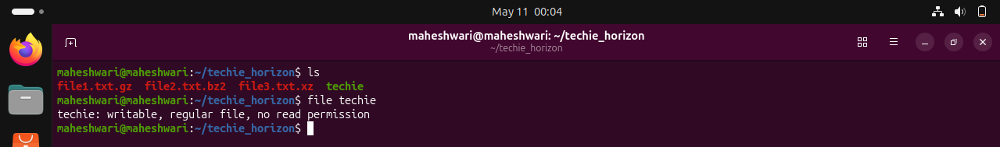 May 11 00:04
maheshwari@maheshwari: ~/techie_horizon
~/techie_horizon
maheshwari@maheshwari:~/techie_horizon$ ls
file1.txt.gz file2.txt.bz2 file3.txt.xz techie
maheshwari@maheshwari:~/techie_horizon$ file techie
techie: writable, regular file, no read permission
maheshwari@maheshwari:~/techie_horizon$